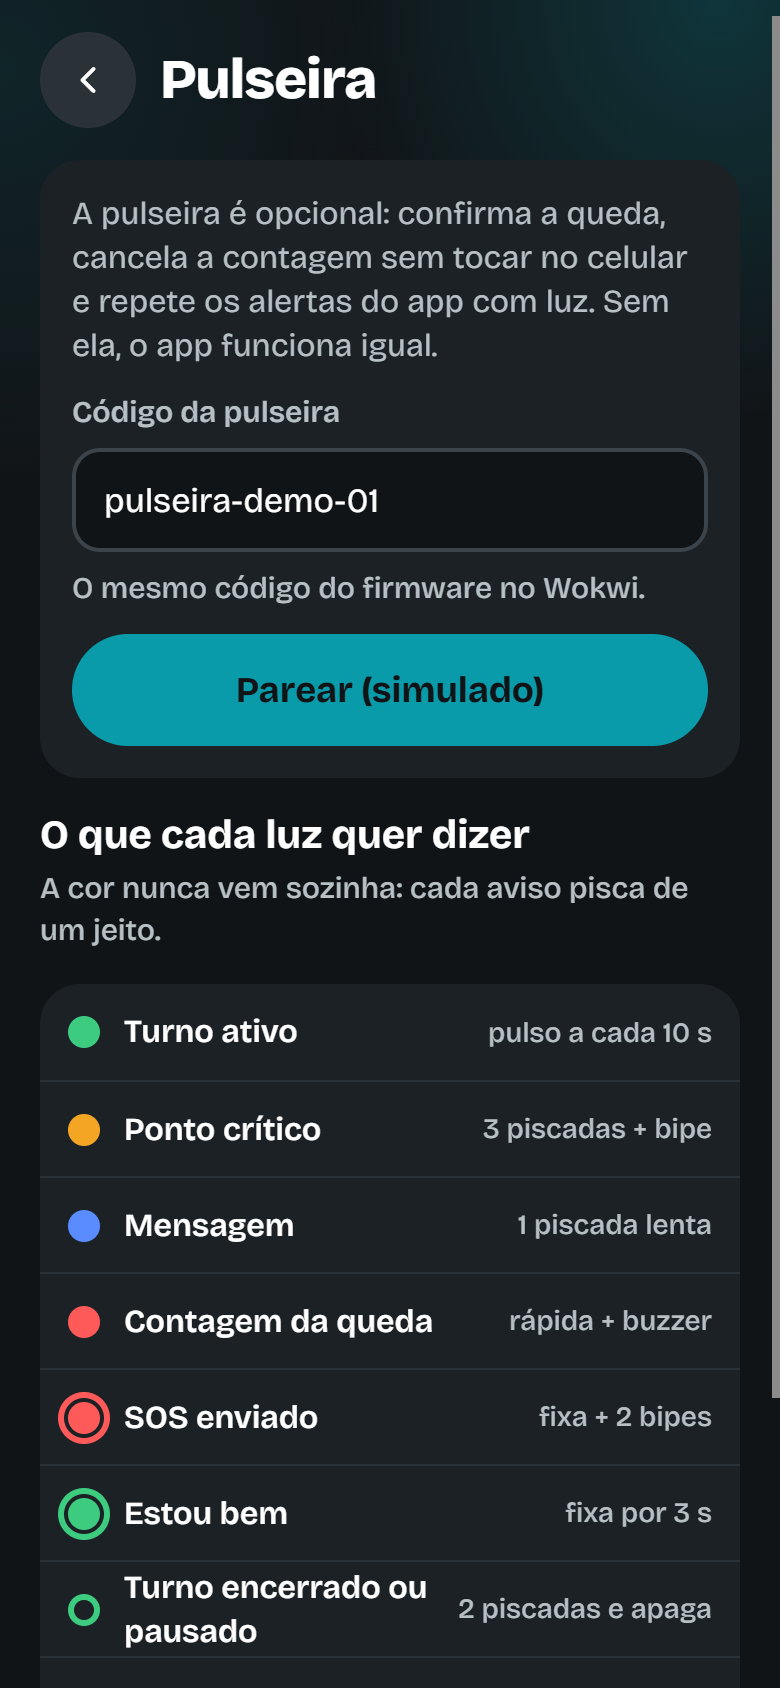 Pulseira
A pulseira é opcional: confirma a queda,
cancela a contagem sem tocar no celular
e repete os alertas do app com luz. Sem
ela, o app funciona igual.
Código da pulseira
pulseira-demo-01
O mesmo código do firmware no Wokwi.
Parear (simulado)
O que cada luz quer dizer
A cor nunca vem sozinha: cada aviso pisca de
um jeito.
Turno ativo pulso a cada 10 s
Ponto crítico 3 piscadas + bipe
Mensagem 1 piscada lenta
Contagem da queda rápida + buzzer
SOS enviado fixa + 2 bipes
Estou bem fixa por 3 s
Turno encerrado ou
pausado 2 piscadas e apaga